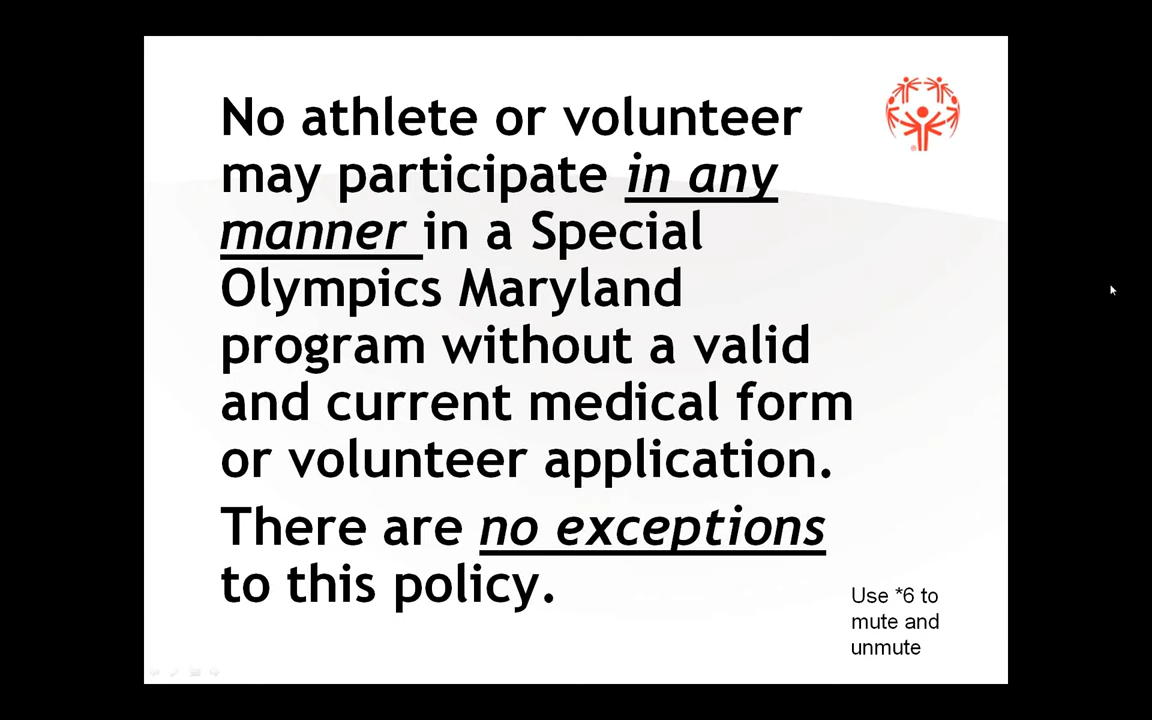 No athlete or volunteer
may participate in any
manner in a Special
Olympics Maryland
program without a valid
and current medical form
or volunteer application.
There are no exceptions
to this policy.
Use *6 to
mute and
unmute